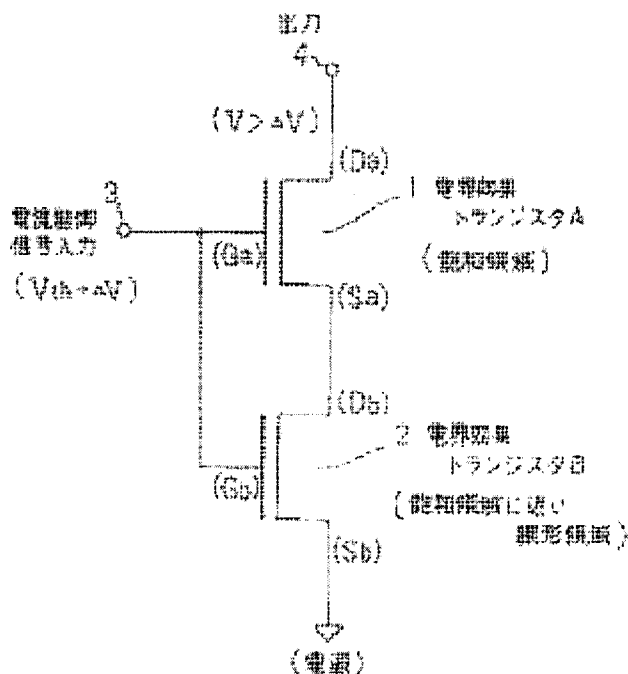 出力
4
(V>ΔV)
(Da)
3
電流制御
信号入力
(Vth+ΔV)
(Ga)
1 電界効果
トランジスタA
(飽和領域)
(Sa)
(Db)
2 電界効果
トランジスタB
(飽和領域に近い
線形領域)
(Gb)
(Sb)
(電源)